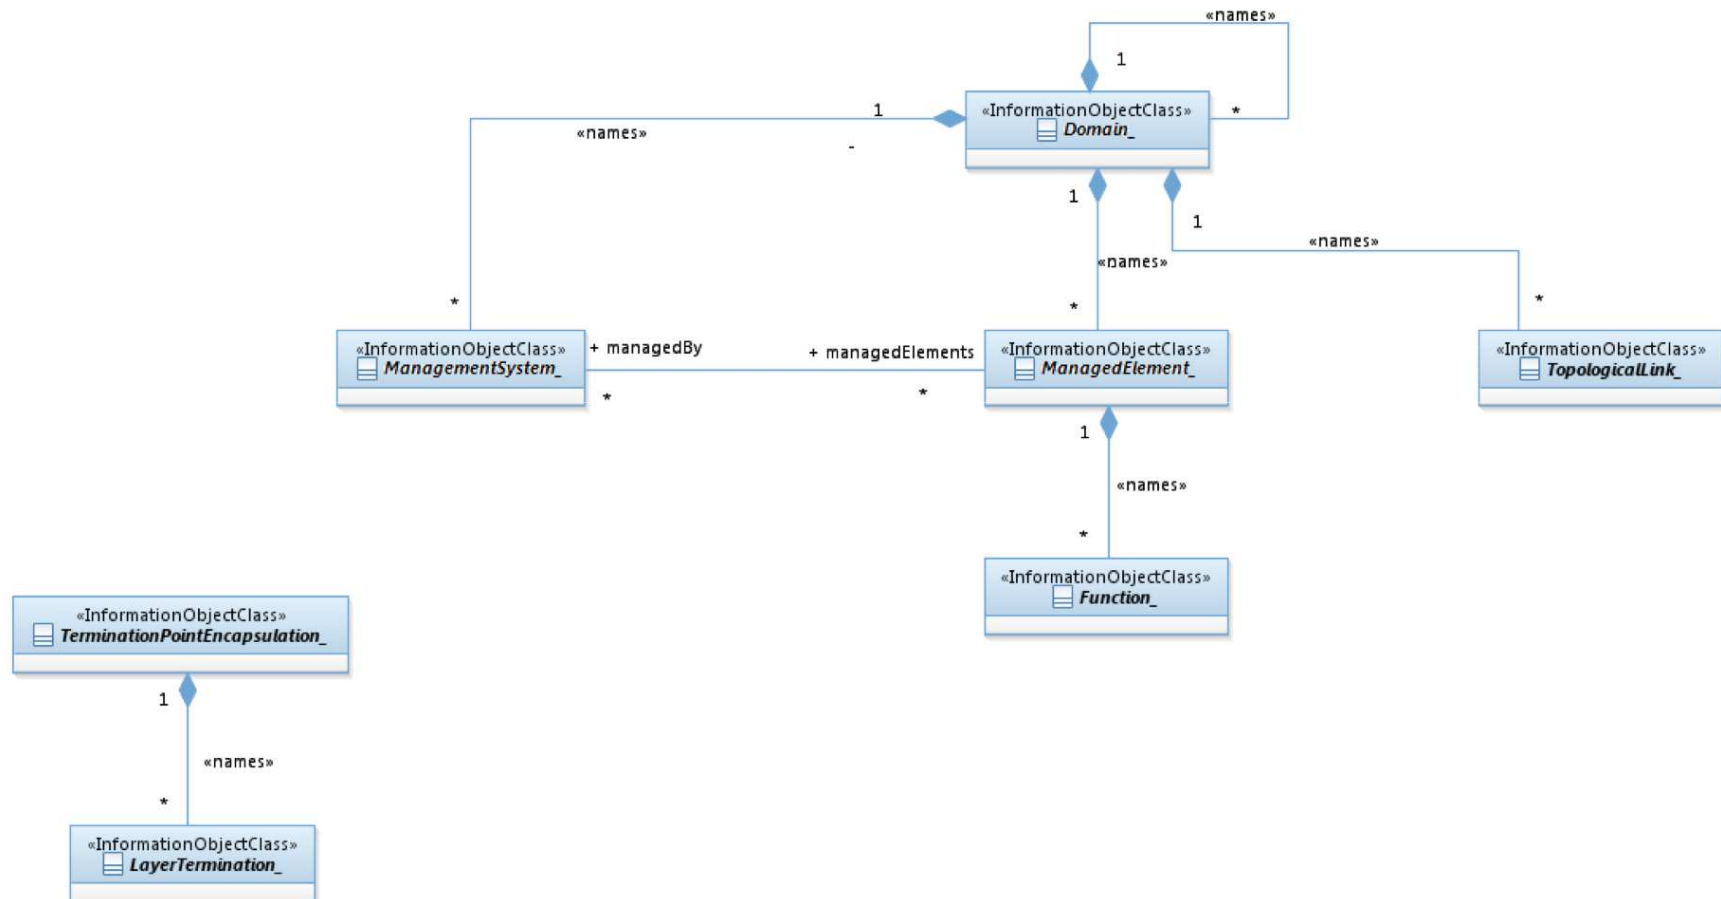 «names»
1
«InformationObjectClass»
Domain_
*
1
«names»
-
1
«names»
*
1
«names»
*
*
«InformationObjectClass»
ManagementSystem_
+ managedBy
*
+ managedElements
*
«InformationObjectClass»
ManagedElement_
«InformationObjectClass»
TopologicalLink_
1
«names»
*
«InformationObjectClass»
Function_
«InformationObjectClass»
TerminationPointEncapsulation_
1
«names»
*
«InformationObjectClass»
LayerTermination_